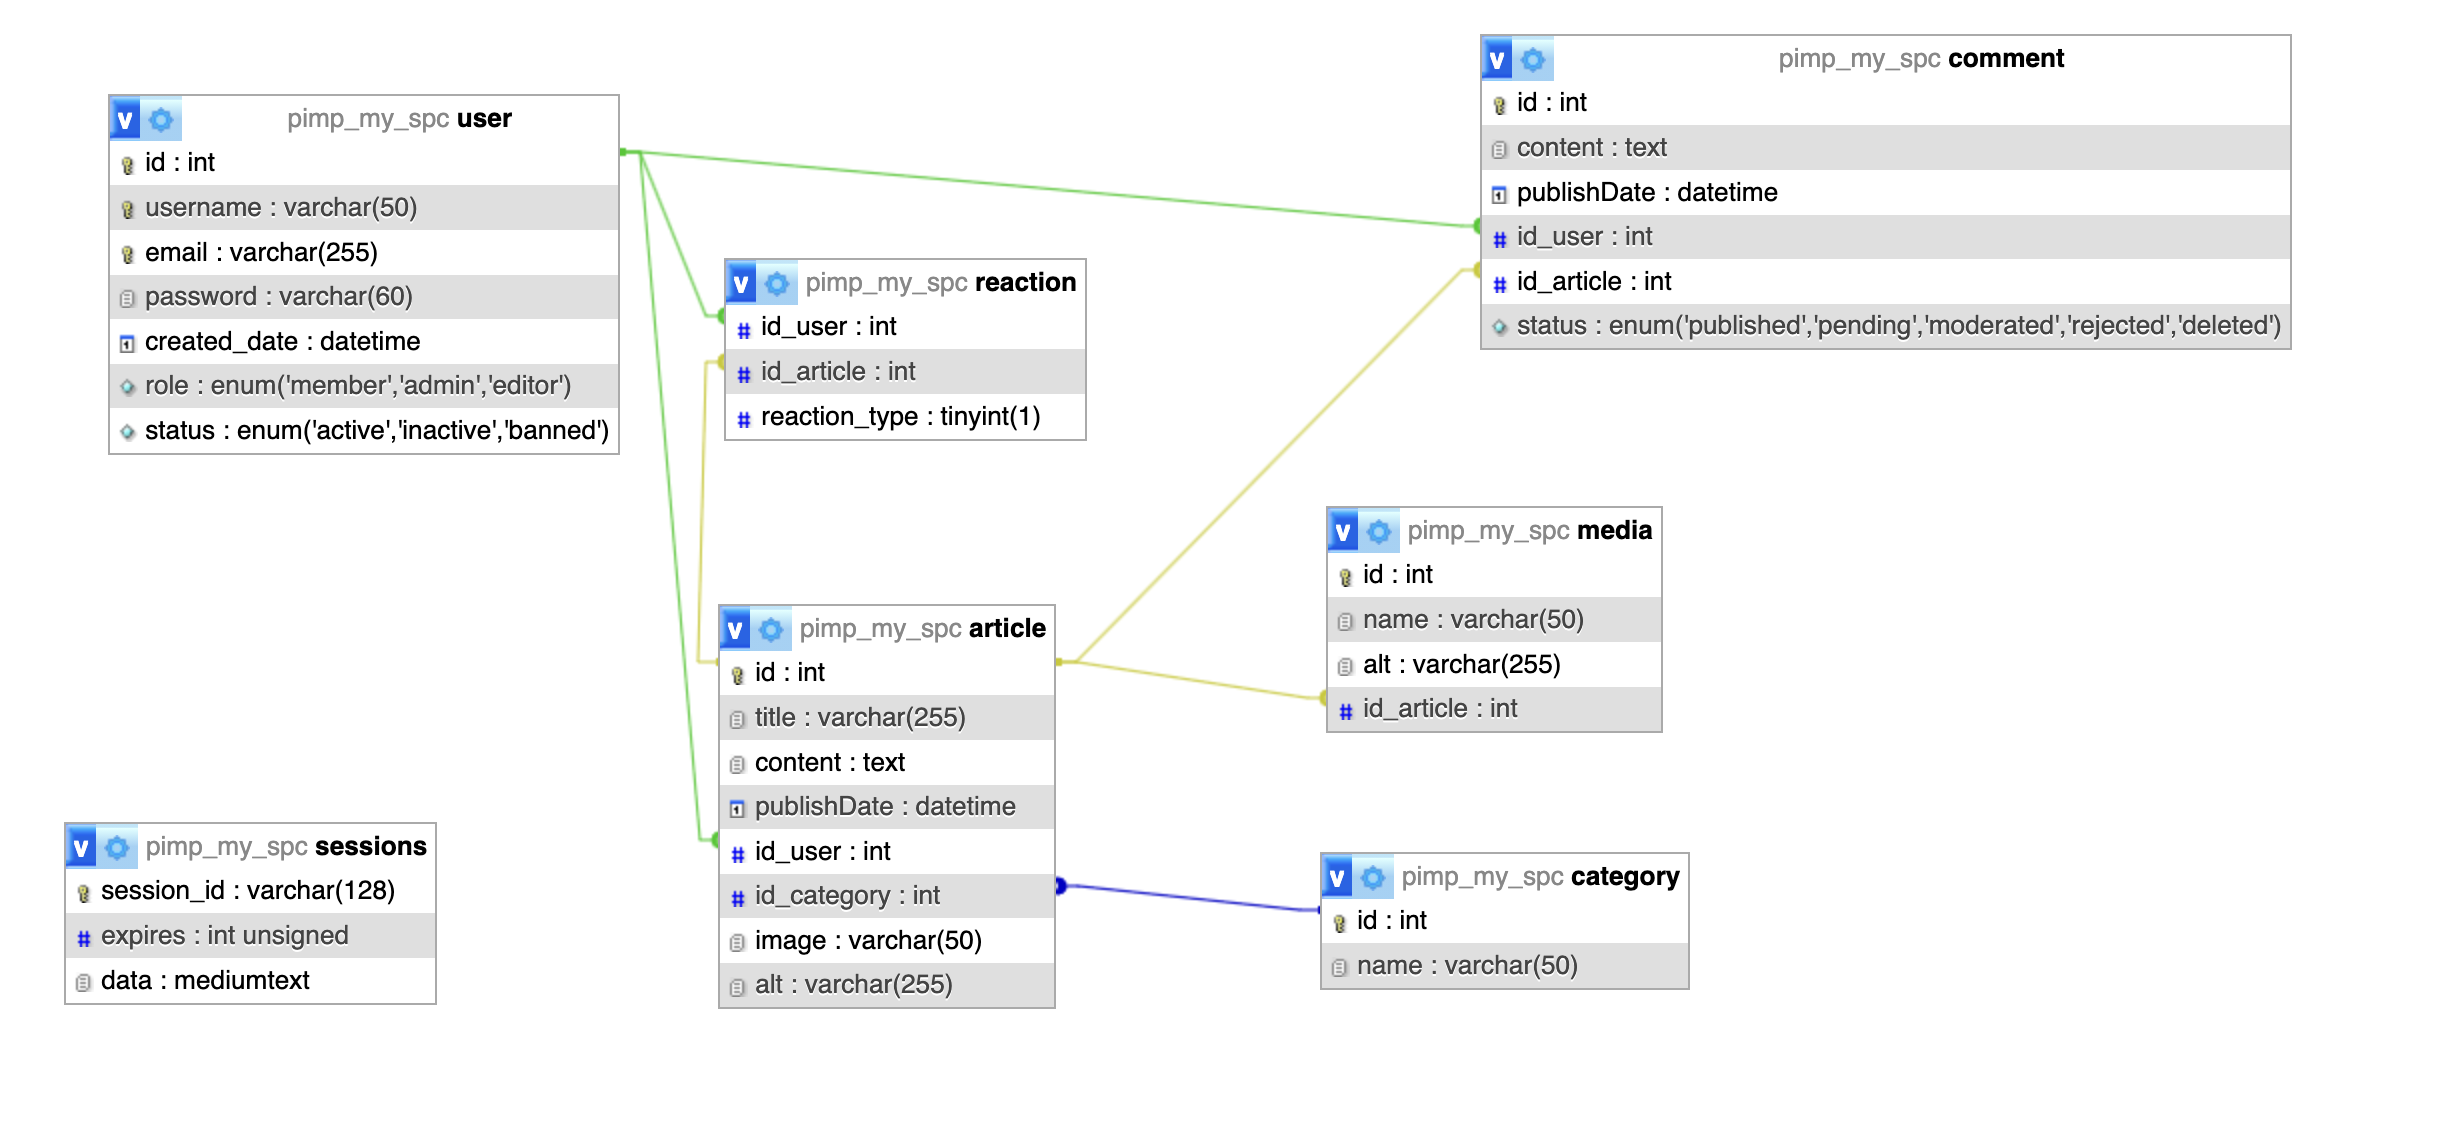 pimp_my_spc user
id : int
username : varchar(50)
email : varchar(255)
password : varchar(60)
created_date : datetime
role : enum('member','admin','editor')
status : enum('active','inactive','banned')
pimp_my_spc reaction
id_user : int
id_article : int
reaction_type : tinyint(1)
pimp_my_spc comment
id : int
content : text
publishDate : datetime
id_user : int
id_article : int
status : enum('published','pending','moderated','rejected','deleted')
pimp_my_spc media
id : int
name : varchar(50)
alt : varchar(255)
id_article : int
pimp_my_spc article
id : int
title : varchar(255)
content : text
publishDate : datetime
id_user : int
id_category : int
image : varchar(50)
alt : varchar(255)
pimp_my_spc sessions
session_id : varchar(128)
expires : int unsigned
data : mediumtext
pimp_my_spc category
id : int
name : varchar(50)